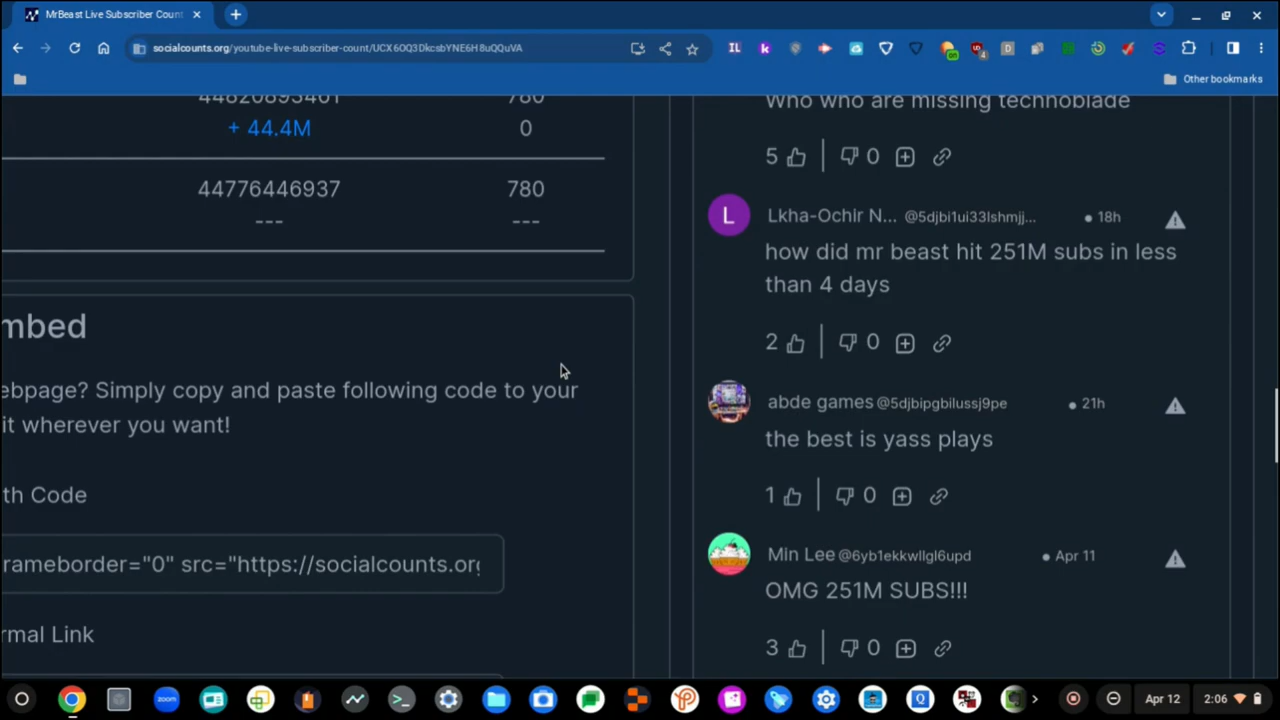 MrBeast Live Subscriber Count
socialcounts.org/youtube-live-subscriber-count/UCX6OQ3DkcsbYNE6H8uQQuVA
Other bookmarks
44820893461 780
+ 44.4M 0
44776446937 780
--- ---
mbed
ebpage? Simply copy and paste following code to your
it wherever you want!
th Code
rameborder="0" src="https://socialcounts.org
rmal Link
Who who are missing technoblade
5 0
L Lkha-Ochir N... @5djbi1ui33lshmjj... • 18h
how did mr beast hit 251M subs in less
than 4 days
2 0
abde games @5djbipgbilussj9pe • 21h
the best is yass plays
1 0
Min Lee @6yb1ekkwllgl6upd • Apr 11
OMG 251M SUBS!!!
3 0
zoom
Apr 12 2:06